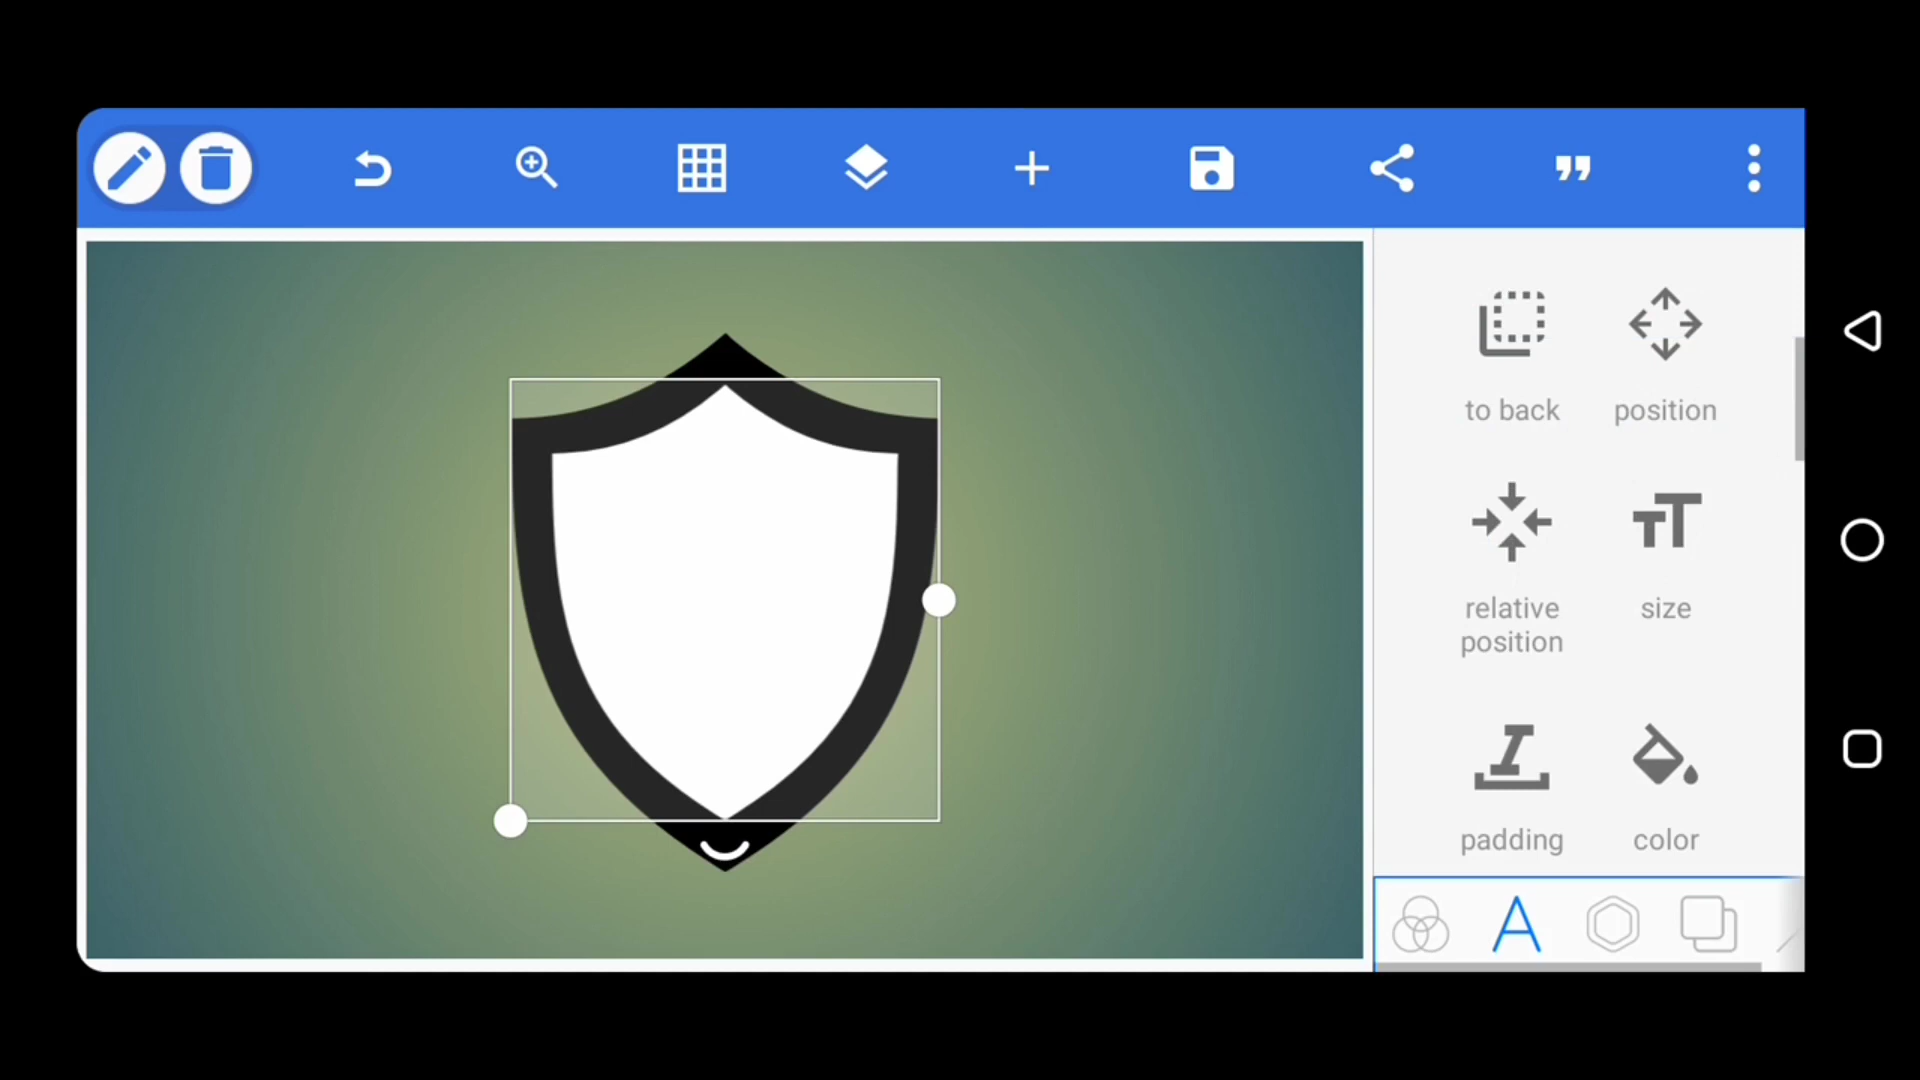 to back
position
relative
position
size
padding
color